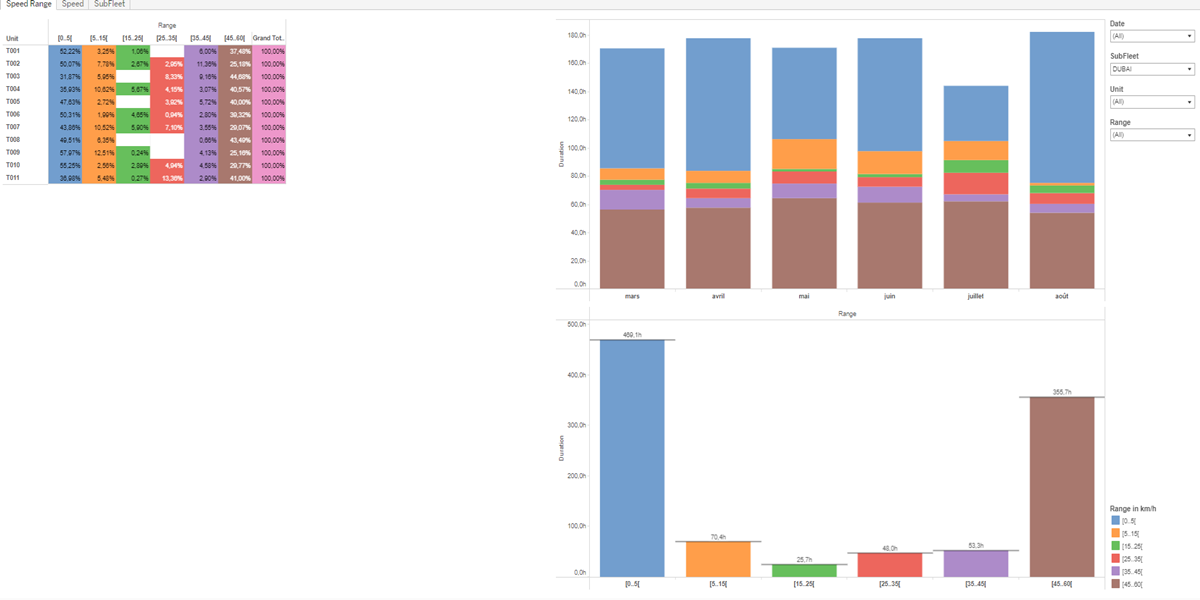 Speed Range Speed SubFleet
Range
Unit [0..5[ [5..15[ [15..25[ [25..35[ [35..45[ [45..60[ Grand Tot..
T001 52,22% 3,25% 1,05% 6,00% 37,48% 100,00%
T002 50,07% 7,78% 2,67% 2,95% 11,36% 25,18% 100,00%
T003 31,87% 5,95% 8,33% 9,16% 44,68% 100,00%
T004 35,93% 10,62% 5,67% 4,15% 3,07% 40,57% 100,00%
T005 47,63% 2,72% 3,92% 5,72% 40,00% 100,00%
T006 50,31% 1,99% 4,65% 0,94% 2,80% 39,32% 100,00%
T007 43,86% 10,52% 5,90% 7,10% 3,55% 29,07% 100,00%
T008 49,51% 6,35% 0,66% 43,49% 100,00%
T009 57,97% 12,51% 0,24% 4,13% 25,16% 100,00%
T010 55,25% 2,56% 2,89% 4,94% 4,58% 29,77% 100,00%
T011 36,98% 5,48% 0,27% 13,36% 2,90% 41,00% 100,00%
Duration
180,0h
160,0h
140,0h
120,0h
100,0h
80,0h
60,0h
40,0h
20,0h
0,0h
mars avril mai juin juillet août
Range
Duration
500,0h
400,0h
300,0h
200,0h
100,0h
0,0h
469,1h
70,4h
25,7h
48,0h
53,3h
355,7h
[0..5[ [5..15[ [15..25[ [25..35[ [35..45[ [45..60[
Date
(All)
SubFleet
DUBAI
Unit
(All)
Range
(All)
Range in km/h
[0..5[
[5..15[
[15..25[
[25..35[
[35..45[
[45..60[